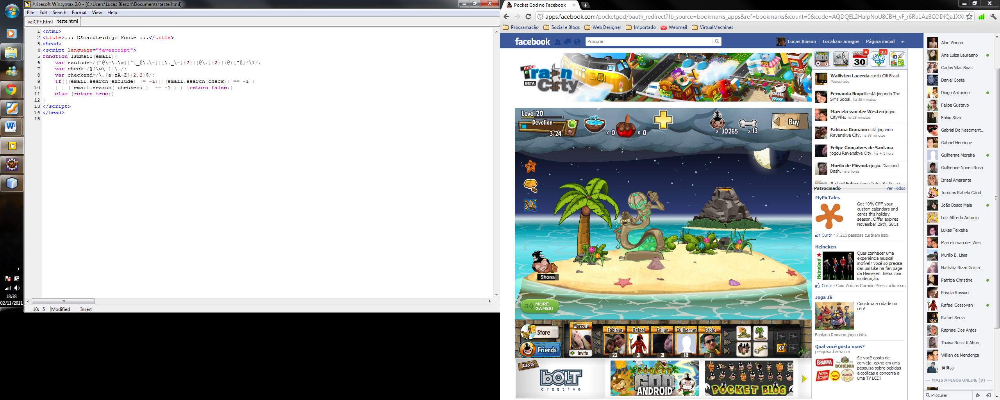 Arisesoft Winsyntax 2.0 - [C:\Users\Lucas Biason\Documents\teste.html]
File Edit Search Format View Help
valCPF.html teste.html
1 <html>
2 <title>.:: C&oacute;digo Fonte ::.</title>
3 <head>
4 <script language="javascript">
5 function IsEmail(email){
6 var exclude=/[^@\-\.\w]|^[_@\.\-]|[\._\-]{2}|[@\.]{2}|(@)[^@]*\1/;
7 var check=/@[\w\-]+\./;
8 var checkend=/\.[a-zA-Z]{2,3}$/;
9 if(((email.search(exclude) != -1)||(email.search(check)) == -1 )
10 | | ( email.search( checkend ) == -1 ) ) {return false;}
11 else {return true;}
12 }
13 </script>
14 </head>
15
Java EE
IDE
18:38
02/11/2011
10: 5 Modified Insert
Pocket God no Facebook
apps.facebook.com/pocketgod/oauth_redirect?fb_source=bookmarks_apps&ref=bookmarks&count=0&code=AQDQEL2HaIpNoU8CBH_vF_r6Ru1AzBCODIQa1XXt
Programação Social e Blogs Web Designer Importado Webmail VirtualMachines
facebook Procurar Lucas Biason Localizar amigos Página inicial
Train City
BETA
Level 20
Devotion
3/24
x 0
x 0
x 30265
x 13
Buy
Shona
MORE
GAMES!
Store
Friends
Marcela
Invite
Fabiana Rafael Felipe Guilherme Fábio
22 21 21 18 1
XP
Also by
bOLT
creative
POCKET
GOD
ANDROID
POCKET BLOG
GOD
4
30
33
SIMS
Social
Wallisten Lacerda curtiu Citi Brasil.
Patrocinado
Fernanda Noguti está jogando The
Sims Social. há 25 minutos
Marcelo van der Westen jogou
CityVille. há 28 minutos
Fabiana Romano está jogando
Ravenskye City. há 38 minutos
Felipe Gonçalves de Santana
jogou Ravenskye City. há ± 1 hora
Murilo de Miranda jogou Diamond
Dash. há 2 horas
Rafael Feher jogou Tetris Battle. há
Patrocinado Ver Todos
MyPicTales
Get 40% OFF your
custom calendars and
cards this holiday
season. Offer expires
November 29th, 2011.
Curtir · 7.216 pessoas curtiram isso.
Heineken
Heineken
Quer conhecer uma
experiência musical
incrível? Você só precisa
dar um Like na fan page
da Heineken. Beba com
moderação.
Curtir · Caio Vinícius Coradin Pires curtiu isso.
Joga Já
Construa a cidade no
céu!
Fabiana Romano jogou isto.
Qual você gosta mais?
pesquisa.livra.com
BRAHMA
BOHEMIA
NOVA
SCHIN
SKOL
ITAIPAVA
Se você gosta de
cerveja, opine em uma
pesquisa sobre bebidas
alcoólicas e concorra a
uma TV LCD!
Alan Vianna
Ana Luiza Laureano
Carlos Vilas Boas
Daniel Costa
Diogo Antonino
Felipe Gustavo
Fábio Silva
Gabriel Do Nasciment...
Gabriel Henrique
Guilherme Moreira
Guilherme Nunes Rosa
Israel Amarante
Jonatas Rabelo Când...
João Bosco Maia
Luiz Alfredo Antonio
Lukas Teixeira
Marcelo van der Wes...
Murillo B. Lima
Nathália Rizzo Guima...
Patrícia Christine
Priscila Rossoni
Rafael Cossovan
Rafael Serra
Raphael Dos Anjos
Thaisa Rossitti Abon ...
Willian de Mendonça
MAIS AMIGOS ONLINE (9)
Procurar